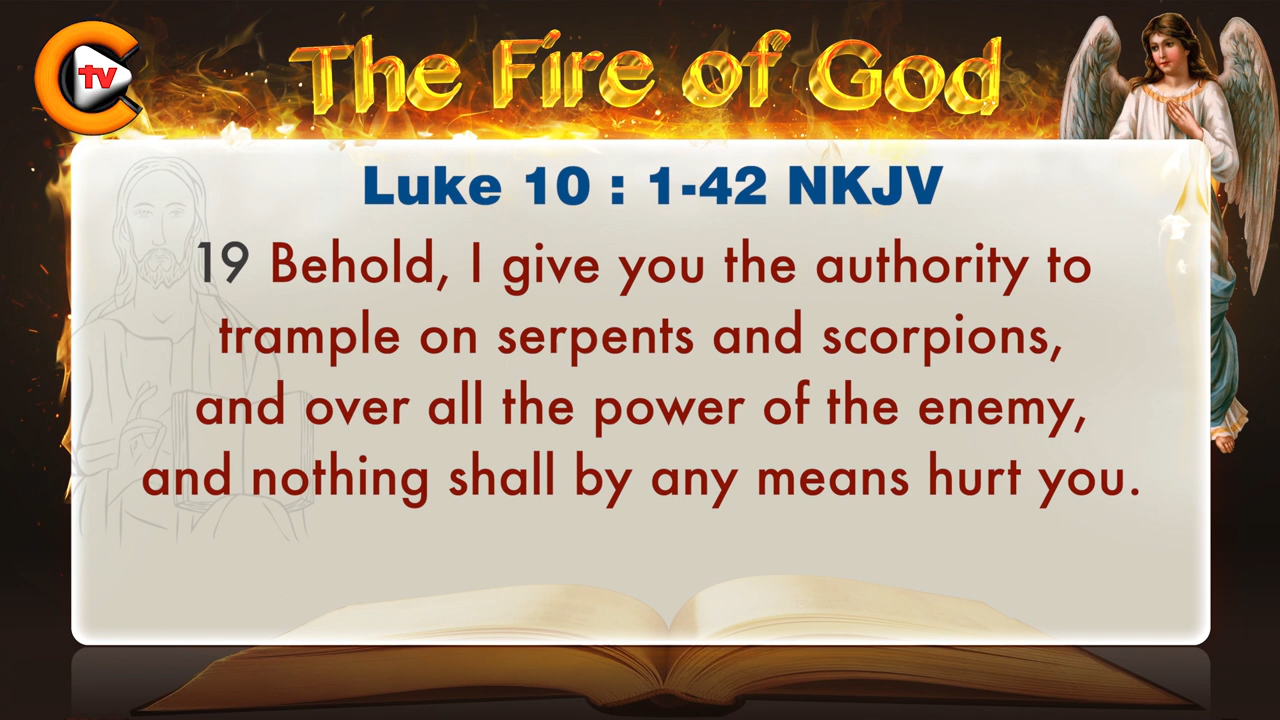 tv
The Fire of God
Luke 10 : 1-42 NKJV
19 Behold, I give you the authority to
trample on serpents and scorpions,
and over all the power of the enemy,
and nothing shall by any means hurt you.